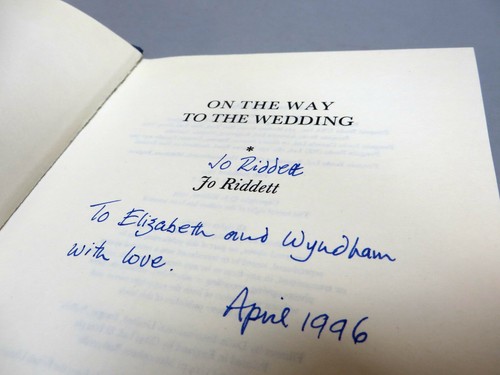 ON THE WAY
TO THE WEDDING
*
Jo Riddett
Jo Riddett
To Elizabeth and Wyndham
with love.
April 1996